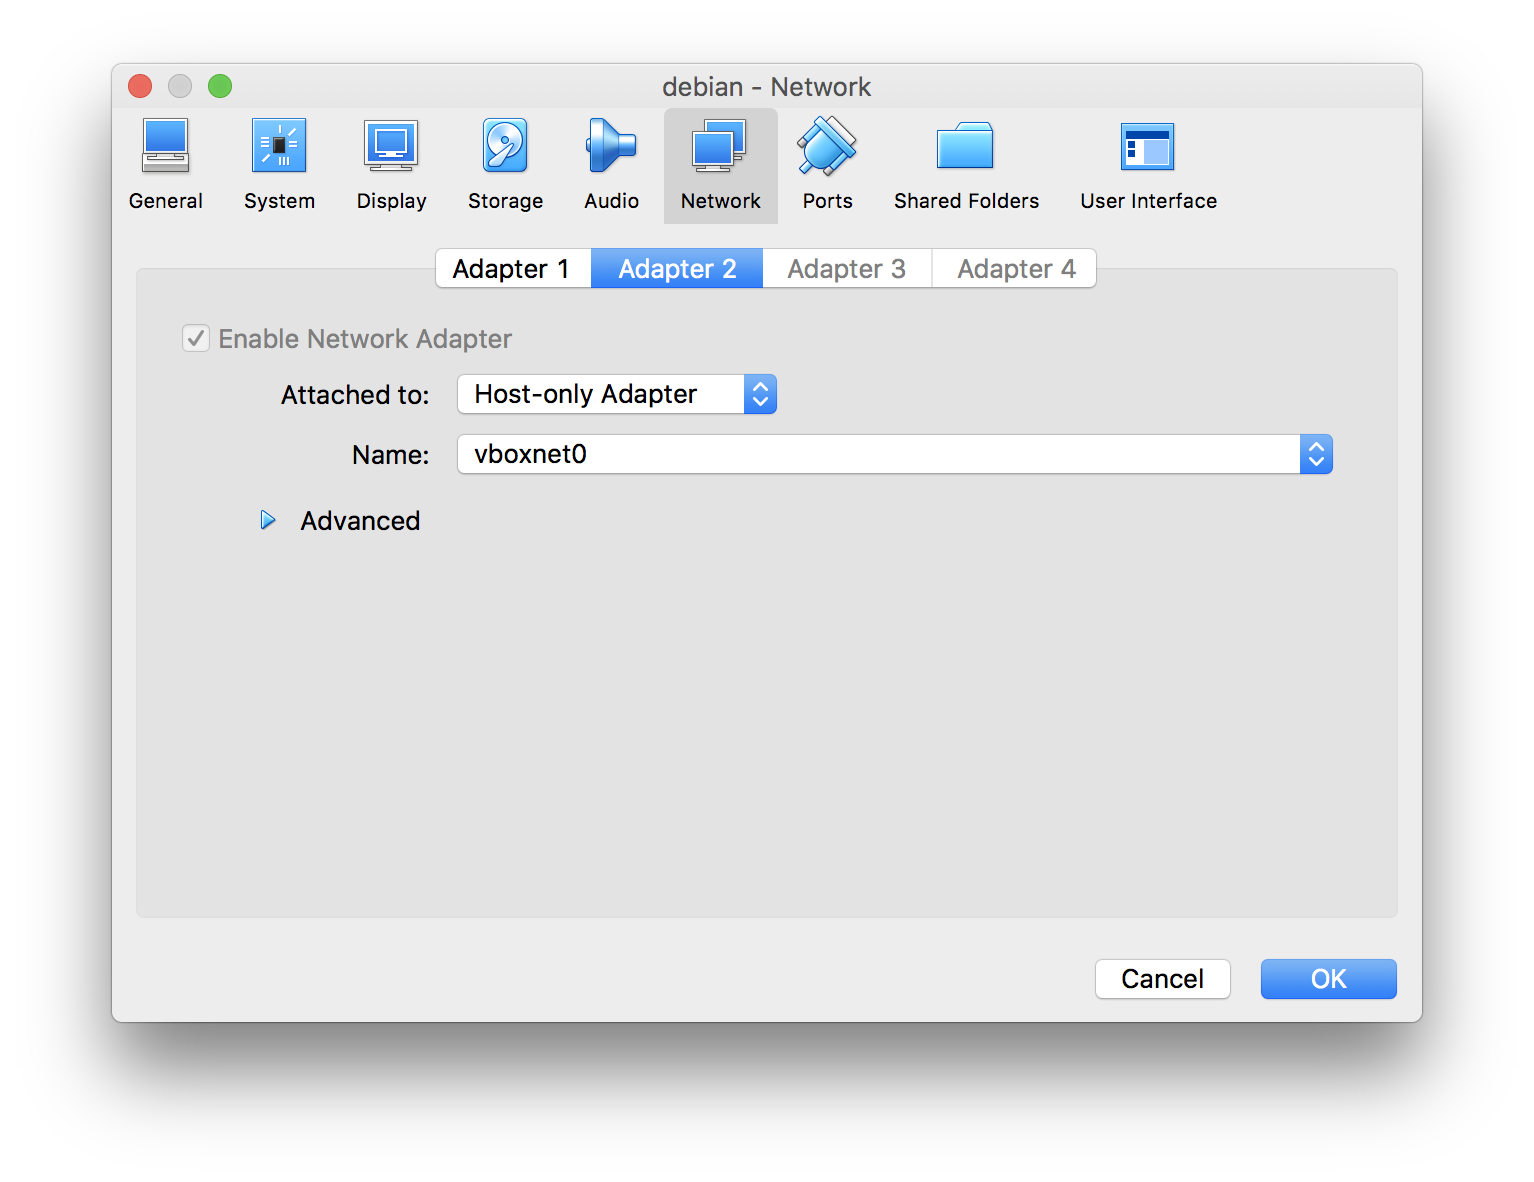 debian - Network
General System Display Storage Audio Network Ports Shared Folders User Interface
Adapter 1 Adapter 2 Adapter 3 Adapter 4
Enable Network Adapter
Attached to: Host-only Adapter
Name: vboxnet0
Advanced
Cancel OK